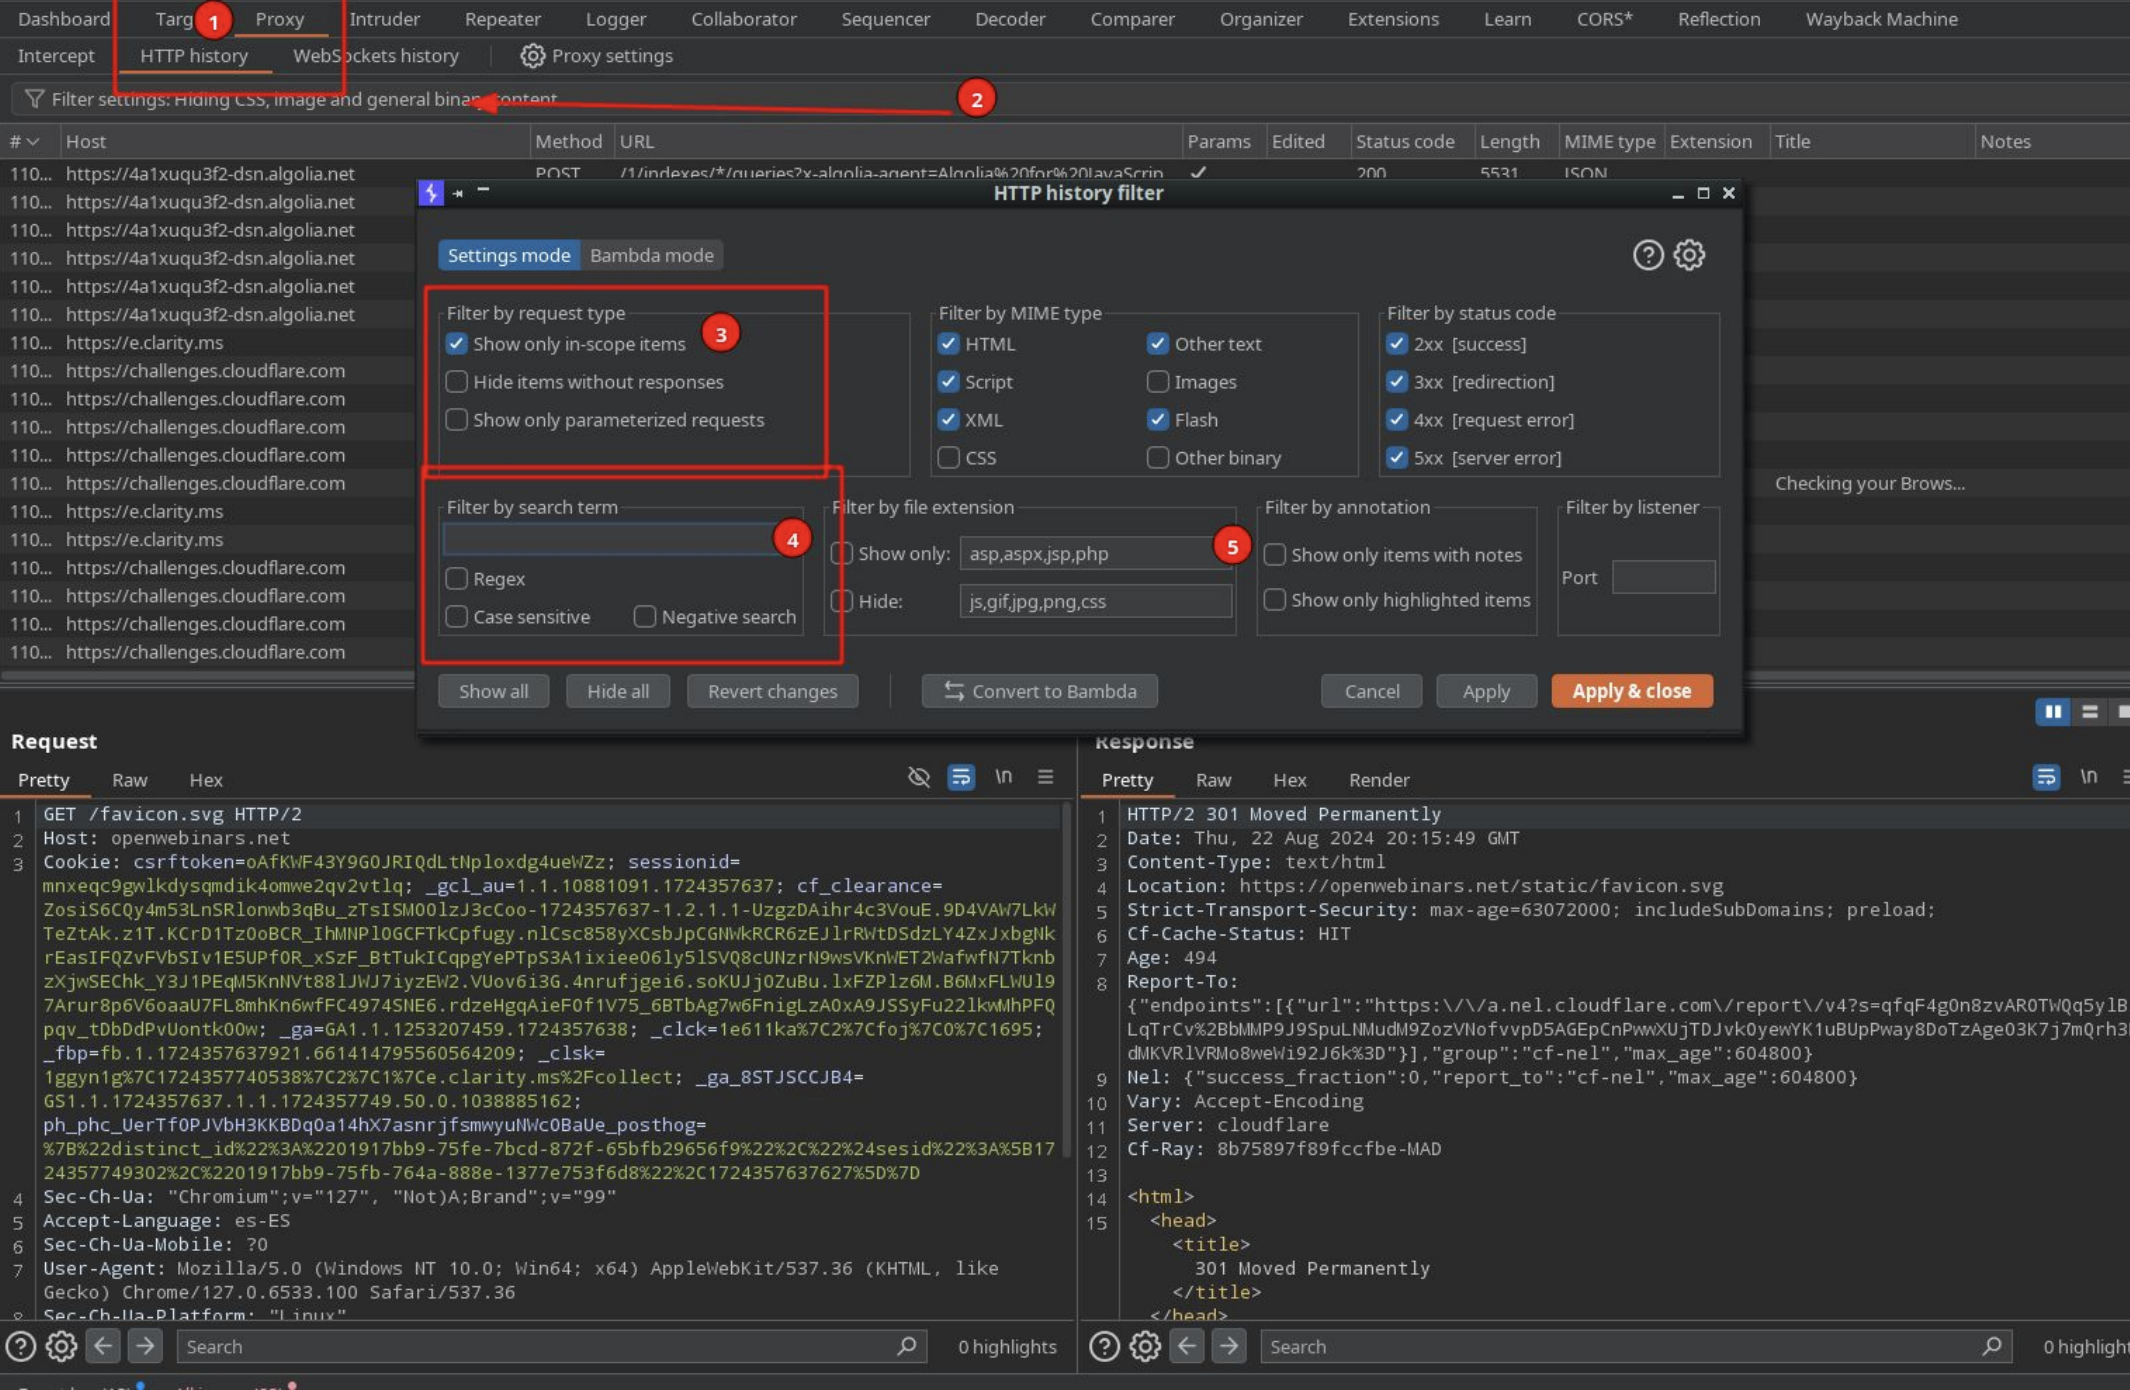 Dashboard Targ 1 Proxy Intruder Repeater Logger Collaborator Sequencer Decoder Comparer Organizer Extensions Learn CORS* Reflection Wayback Machine
Intercept HTTP history WebSockets history Proxy settings
Filter settings: Hiding CSS, image and general binary content 2
# Host Method URL Params Edited Status code Length MIME type Extension Title Notes
110... https://4a1xuqu3f2-dsn.algolia.net POST /1/indexes/*/queries?x-algolia-agent=Algolia%20for%20JavaScrip... ✓ 200 5531 JSON
110... https://4a1xuqu3f2-dsn.algolia.net
110... https://4a1xuqu3f2-dsn.algolia.net
110... https://4a1xuqu3f2-dsn.algolia.net
110... https://4a1xuqu3f2-dsn.algolia.net
110... https://4a1xuqu3f2-dsn.algolia.net
110... https://e.clarity.ms
110... https://challenges.cloudflare.com
110... https://challenges.cloudflare.com
110... https://challenges.cloudflare.com
110... https://challenges.cloudflare.com
110... https://challenges.cloudflare.com Checking your Brows...
110... https://e.clarity.ms
110... https://e.clarity.ms
110... https://challenges.cloudflare.com
110... https://challenges.cloudflare.com
110... https://challenges.cloudflare.com
110... https://challenges.cloudflare.com
HTTP history filter
Settings mode Bambda mode
Filter by request type 3
Show only in-scope items
Hide items without responses
Show only parameterized requests
Filter by MIME type
HTML Other text
Script Images
XML Flash
CSS Other binary
Filter by status code
2xx [success]
3xx [redirection]
4xx [request error]
5xx [server error]
Filter by search term
4
Regex
Case sensitive Negative search
Filter by file extension
Show only: asp,aspx,jsp,php 5
Hide: js,gif,jpg,png,css
Filter by annotation
Show only items with notes
Show only highlighted items
Filter by listener
Port
Show all Hide all Revert changes Convert to Bambda Cancel Apply Apply & close
Request
Pretty Raw Hex \n
1 GET /favicon.svg HTTP/2
2 Host: openwebinars.net
3 Cookie: csrftoken=oAfKWF43Y9G0JRIQdLtNploxdg4ueWZz; sessionid=
mnxeqc9gwlkdysqmdik4omwe2qv2vtlq; _gcl_au=1.1.10881091.1724357637; cf_clearance=
ZosiS6CQy4m53LnSRlonwb3qBu_zTsISMO0lzJ3cCoo-1724357637-1.2.1.1-UzgzDAihr4c3VouE.9D4VAW7LkW
TeZtAk.z1T.KCrD1TzOoBCR_IhMNPl0GCFTkCpfugy.nlCsc858yXCsbJpCGNWkRCR6zEJlrRWtDSdzLY4ZxJxbgNk
rEasIFQZvFVbSIv1E5UPfOR_xSzF_BtTukICqpgYePTpS3A1ixieeO6ly5lSVQ8cUNzrN9wsVKnWET2WafwfN7Tknb
zXjwSEChk_Y3J1PEqM5KnNVt88lJWJ7iyzEW2.VUov6i3G.4nrufjgei6.soKUJjOZuBu.lxFZPlz6M.B6MxFLWUl9
7Arur8p6V6oaaU7FL8mhKn6wfFC4974SNE6.rdzeHgqAieF0f1V75_6BTbAg7w6FnigLzA0xA9JSSyFu22lkwMhPFQ
pqv_tDbDdPvUontkO0w; _ga=GA1.1.1253207459.1724357638; _clck=1e611ka%7C2%7Cfoj%7C0%7C1695;
_fbp=fb.1.1724357637921.661414795560564209; _clsk=
1ggyn1g%7C1724357740538%7C2%7C1%7Ce.clarity.ms%2Fcollect; _ga_8STJSCCJB4=
GS1.1.1724357637.1.1.1724357749.50.0.1038885162;
ph_phc_UerTfOPJVbH3KKBDqOa14hX7asnrjfsmwyuNWcOBaUe_posthog=
%7B%22distinct_id%22%3A%2201917bb9-75fe-7bcd-872f-65bfb29656f9%22%2C%22%24sesid%22%3A%5B17
24357749302%2C%2201917bb9-75fb-764a-888e-1377e753f6d8%22%2C1724357637627%5D%7D
4 Sec-Ch-Ua: "Chromium";v="127", "Not)A;Brand";v="99"
5 Accept-Language: es-ES
6 Sec-Ch-Ua-Mobile: ?0
7 User-Agent: Mozilla/5.0 (Windows NT 10.0; Win64; x64) AppleWebKit/537.36 (KHTML, like
Gecko) Chrome/127.0.6533.100 Safari/537.36
8 Sec-Ch-Ua-Platform: "Linux"
Search 0 highlights
Response
Pretty Raw Hex Render \n
1 HTTP/2 301 Moved Permanently
2 Date: Thu, 22 Aug 2024 20:15:49 GMT
3 Content-Type: text/html
4 Location: https://openwebinars.net/static/favicon.svg
5 Strict-Transport-Security: max-age=63072000; includeSubDomains; preload;
6 Cf-Cache-Status: HIT
7 Age: 494
8 Report-To:
{"endpoints":[{"url":"https:\/\/a.nel.cloudflare.com\/report\/v4?s=qfqF4gOn8zvAROTWQq5ylB
LqTrCv%2BbMMP9J9SpuLNMudM9ZozVNofvvpD5AGEpCnPwwXUjTDJvkOyewYK1uBUpPway8DoTzAgeO3K7j7mQrh3
dMKVRlVRMo8weWi92J6k%3D"}],"group":"cf-nel","max_age":604800}
9 Nel: {"success_fraction":0,"report_to":"cf-nel","max_age":604800}
10 Vary: Accept-Encoding
11 Server: cloudflare
12 Cf-Ray: 8b75897f89fccfbe-MAD
13
14 <html>
15 <head>
<title>
301 Moved Permanently
</title>
</head>
Search 0 highlight